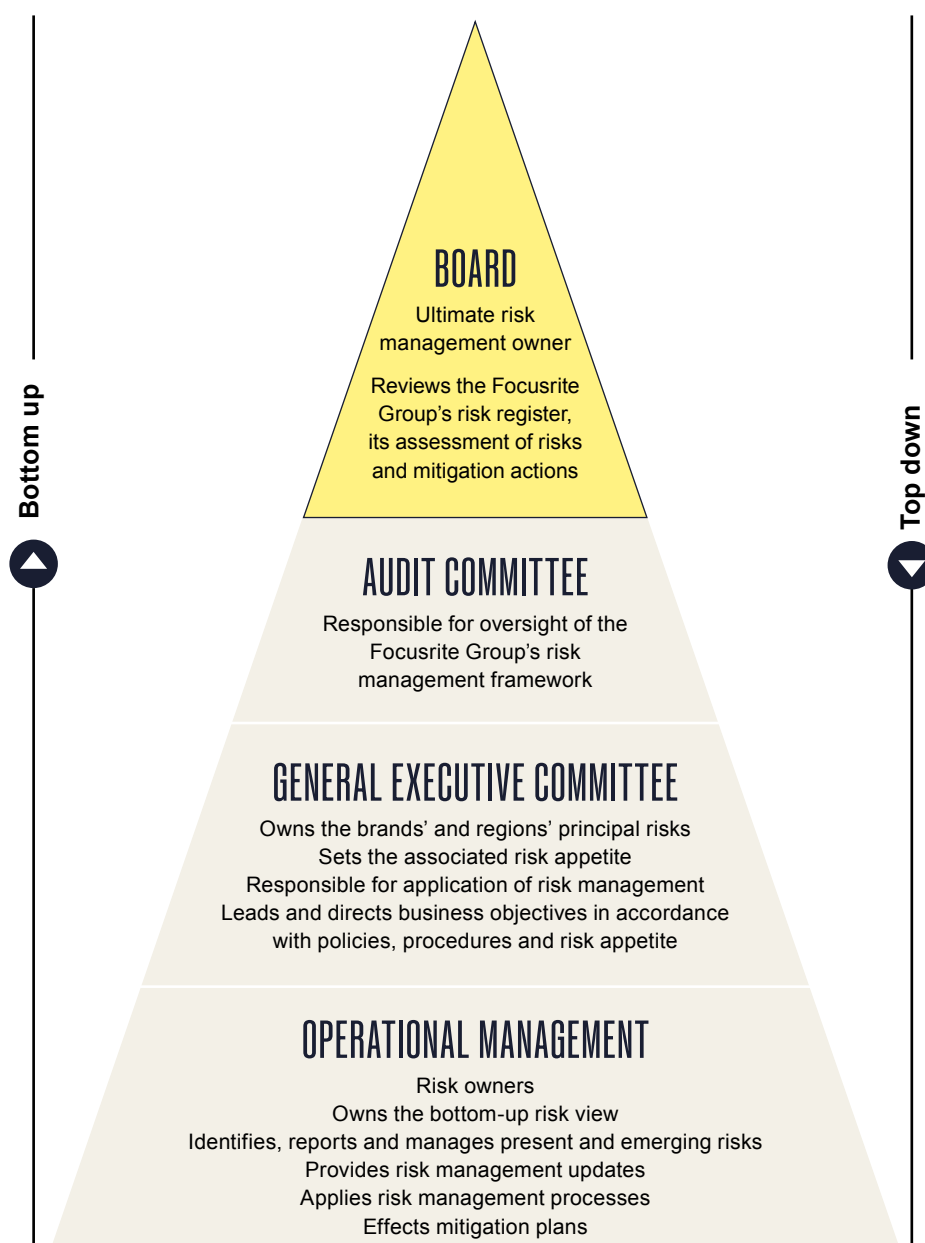 BOARD
Ultimate risk
management owner
Reviews the Focusrite
Group's risk register,
its assessment of risks
and mitigation actions
Bottom up
Top down
AUDIT COMMITTEE
Responsible for oversight of the
Focusrite Group's risk
management framework
GENERAL EXECUTIVE COMMITTEE
Owns the brands' and regions' principal risks
Sets the associated risk appetite
Responsible for application of risk management
Leads and directs business objectives in accordance
with policies, procedures and risk appetite
OPERATIONAL MANAGEMENT
Risk owners
Owns the bottom-up risk view
Identifies, reports and manages present and emerging risks
Provides risk management updates
Applies risk management processes
Effects mitigation plans